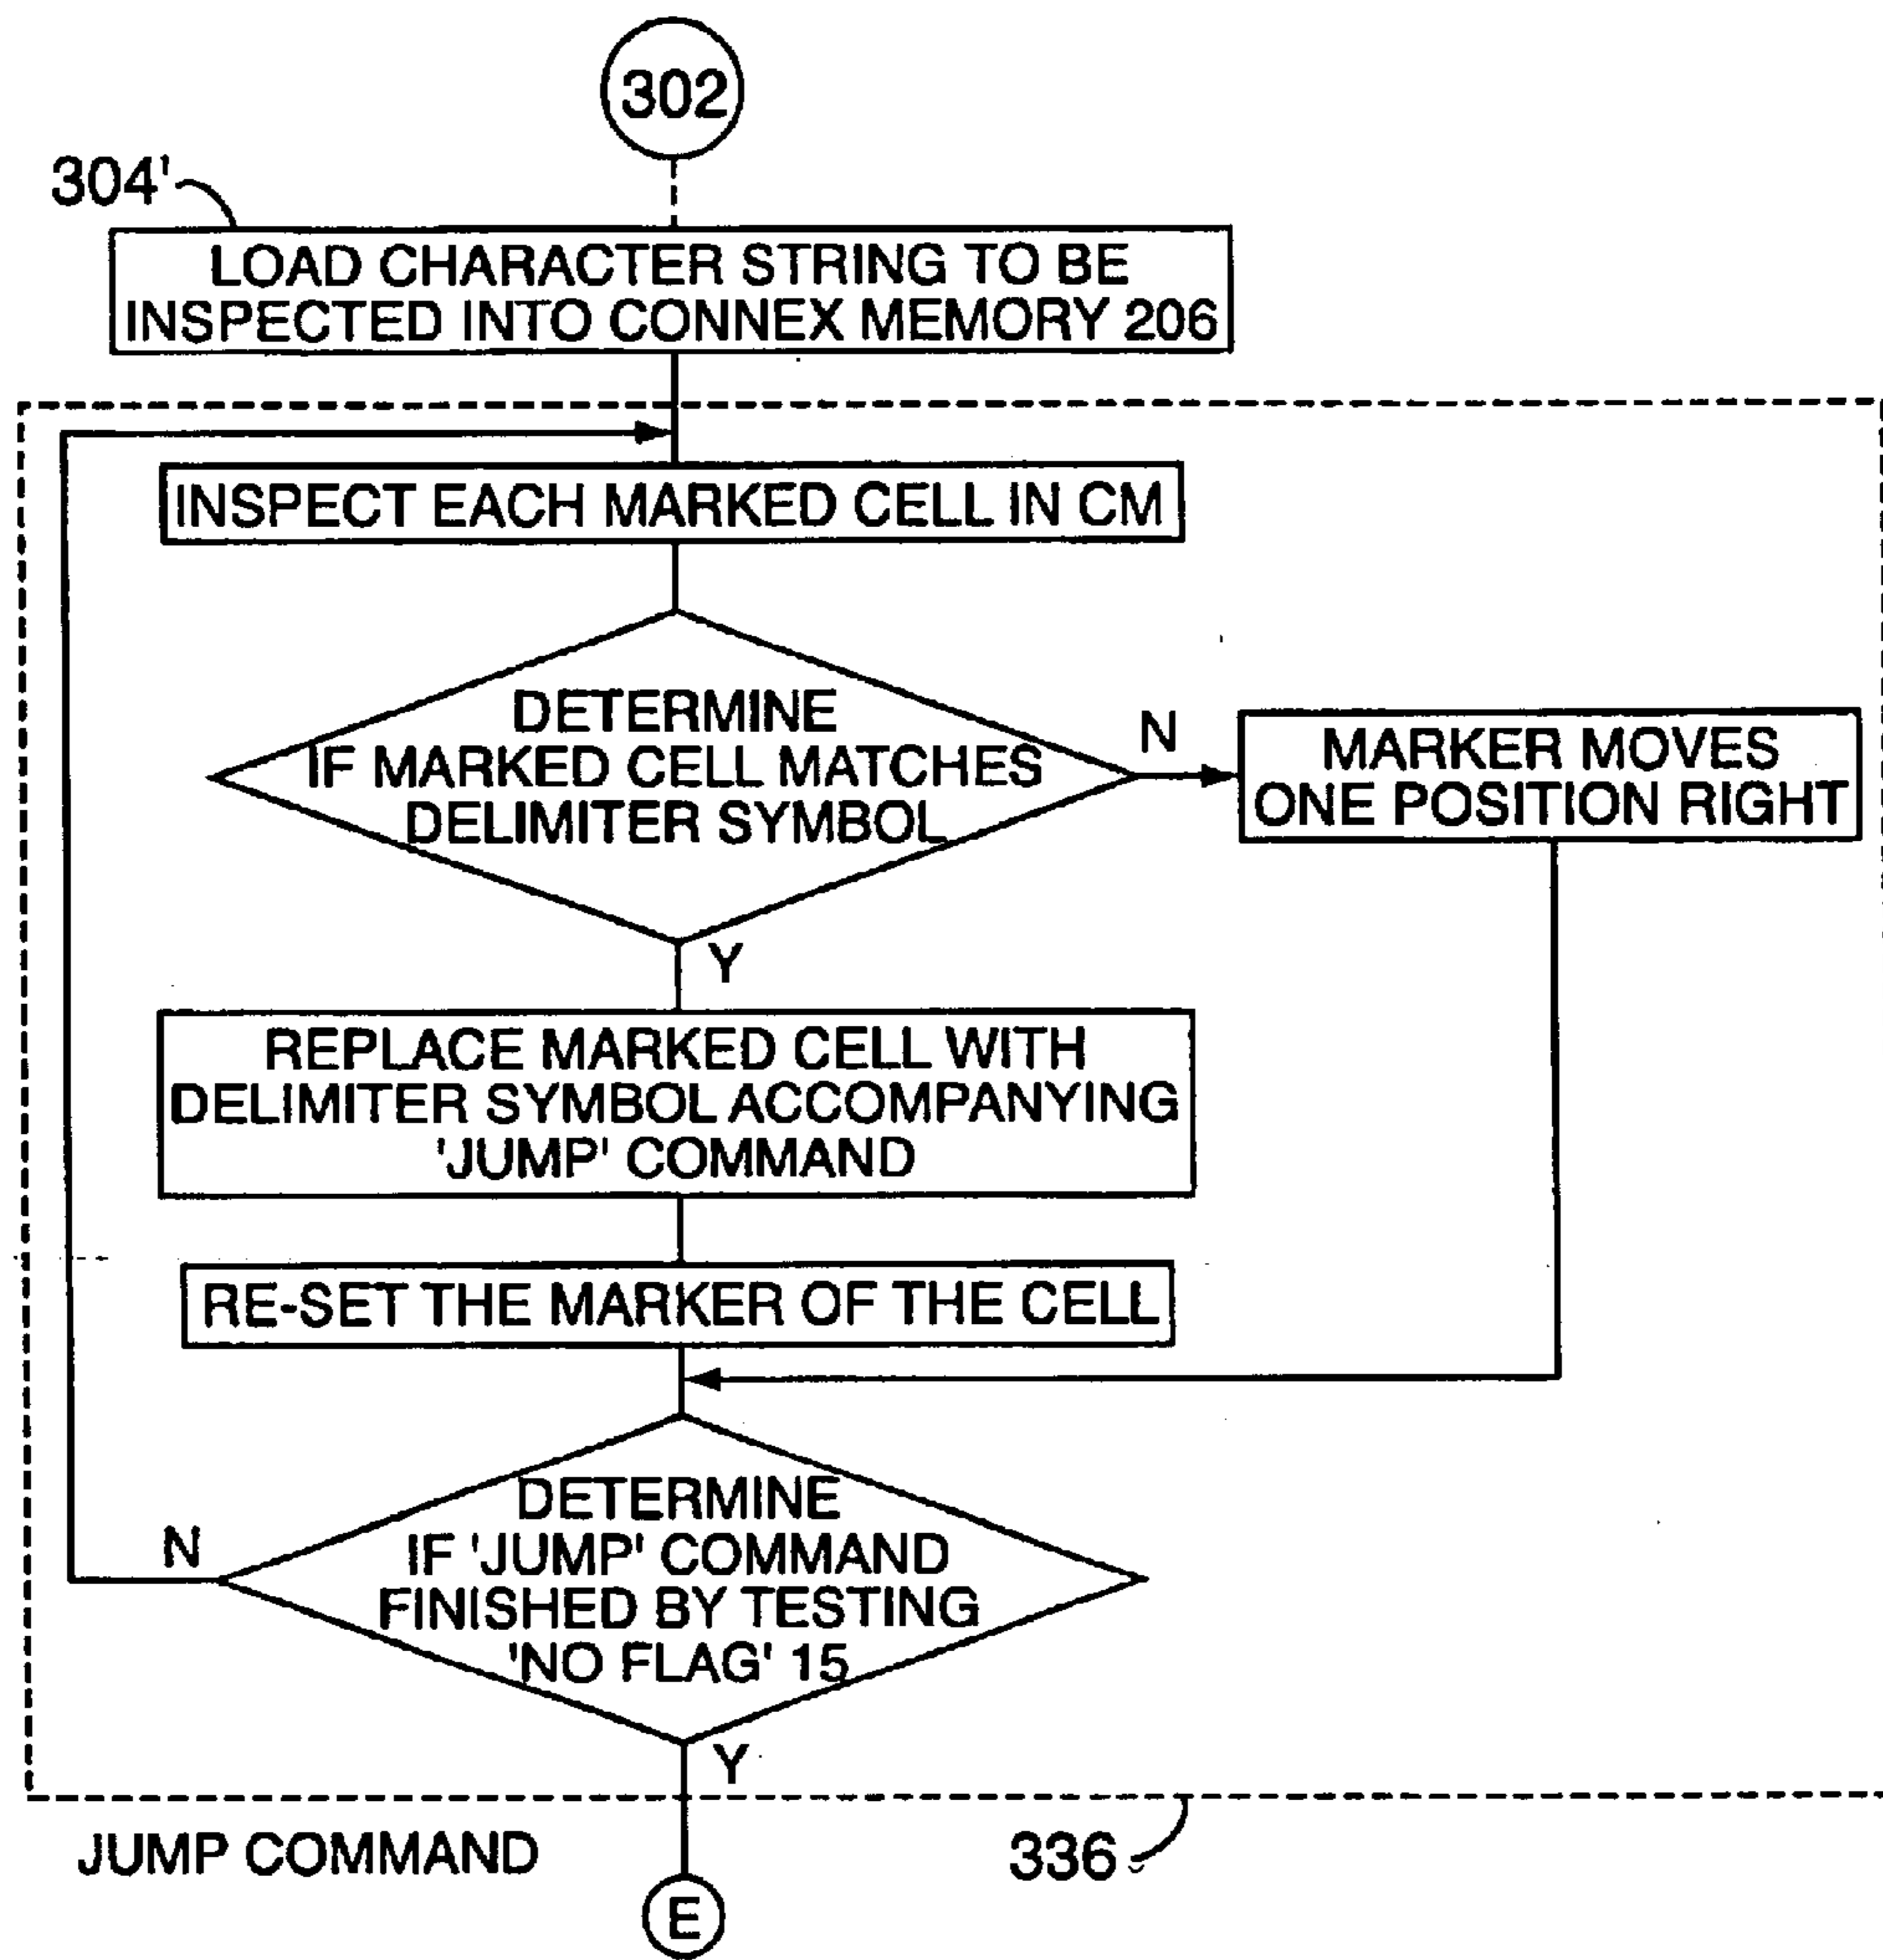 302
304'
LOAD CHARACTER STRING TO BE
INSPECTED INTO CONNEX MEMORY 206
INSPECT EACH MARKED CELL IN CM
DETERMINE
IF MARKED CELL MATCHES
DELIMITER SYMBOL
N
MARKER MOVES
ONE POSITION RIGHT
Y
REPLACE MARKED CELL WITH
DELIMITER SYMBOL ACCOMPANYING
'JUMP' COMMAND
RE-SET THE MARKER OF THE CELL
DETERMINE
IF 'JUMP' COMMAND
FINISHED BY TESTING
'NO FLAG' 15
N
Y
JUMP COMMAND
336
E